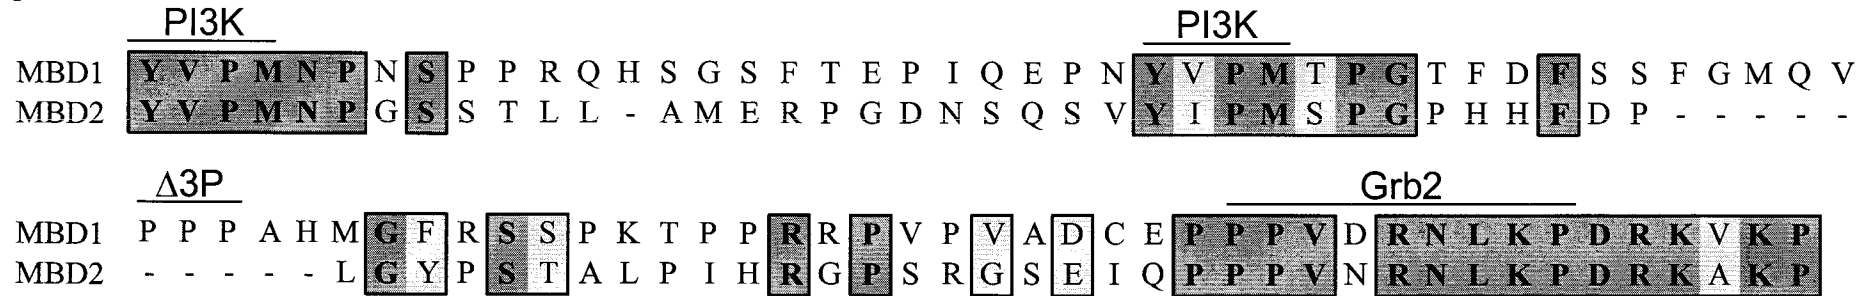 PI3K PI3K
MBD1 Y V P M N P N S P P R Q H S G S F T E P I Q E P N Y V P M T P G T F D F S S F G M Q V
MBD2 Y V P M N P G S S T L L - A M E R P G D N S Q S V Y I P M S P G P H H F D P - - - - -
Δ3P Grb2
MBD1 P P P A H M G F R S S P K T P P R R P V P V A D C E P P P V D R N L K P D R K V K P
MBD2 - - - - - L G Y P S T A L P I H R G P S R G S E I Q P P P V N R N L K P D R K A K P